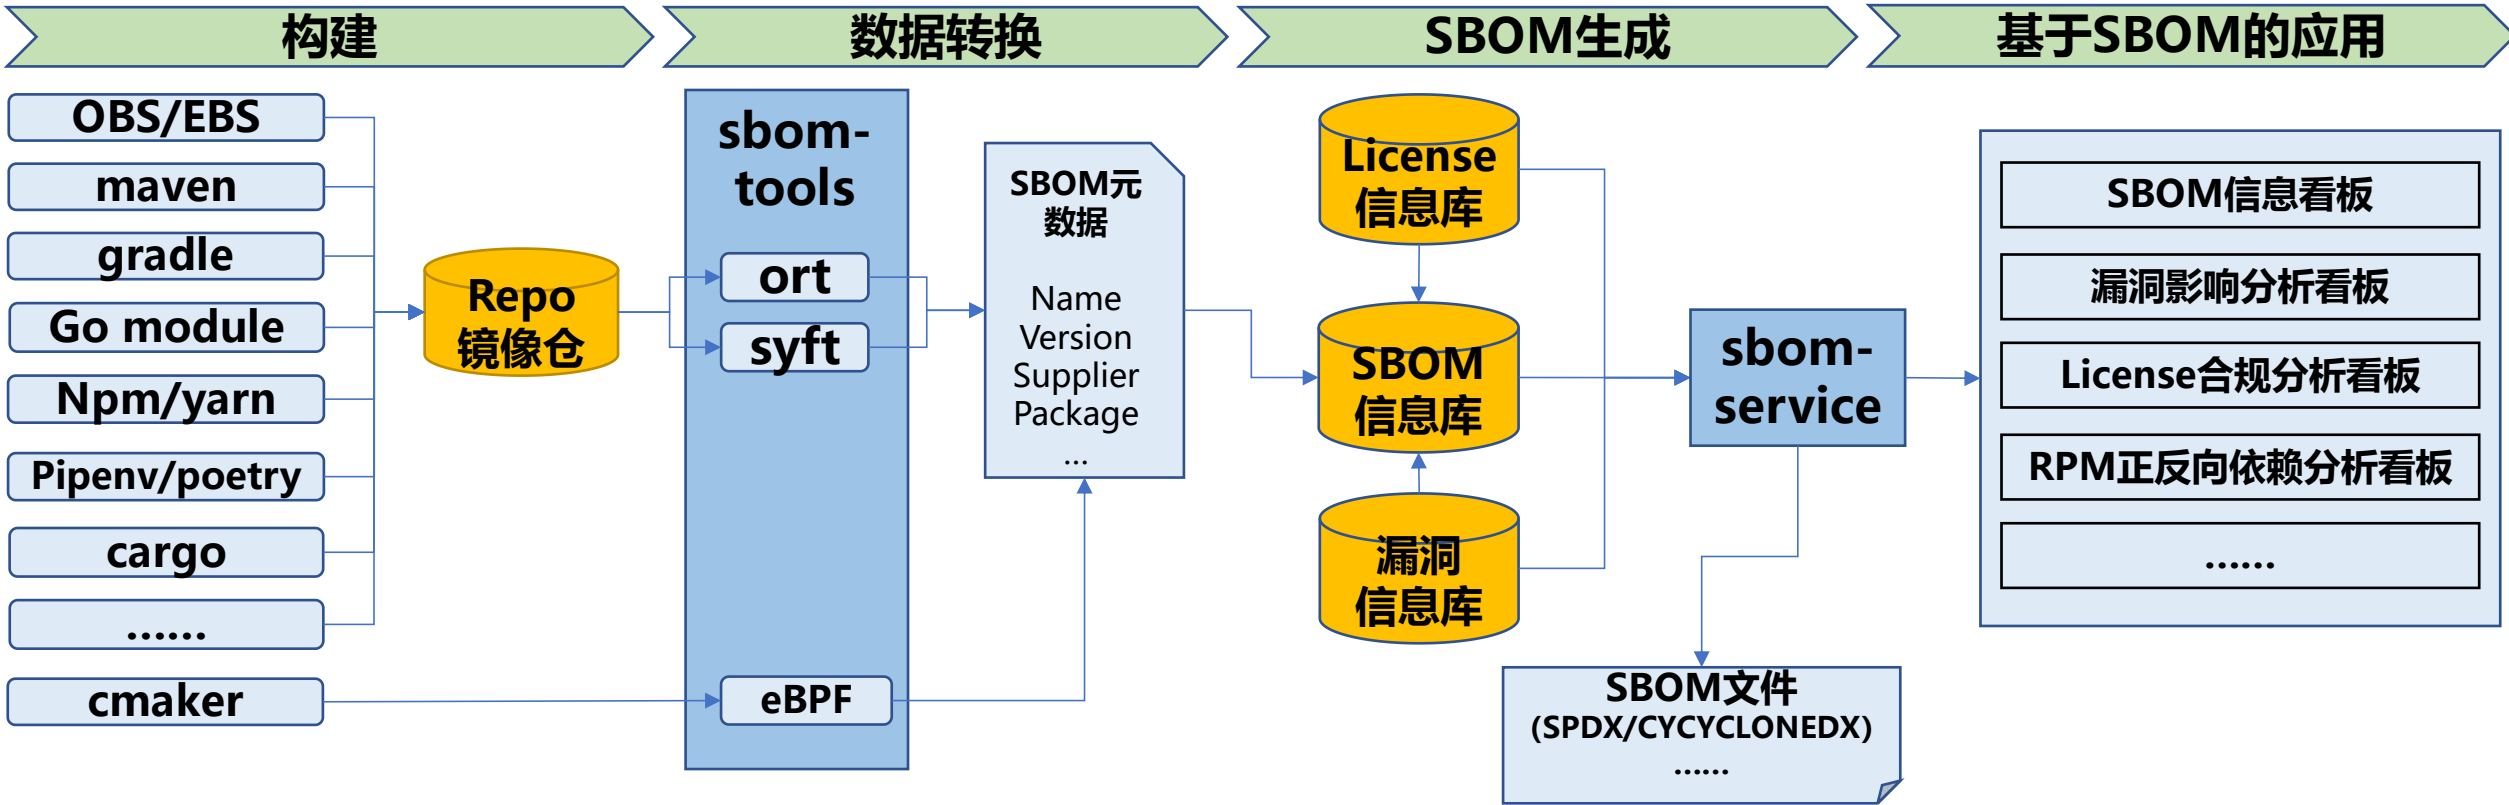 构建
数据转换
SBOM生成
基于SBOM的应用
OBS/EBS
maven
gradle
Go module
Npm/yarn
Pipenv/poetry
cargo
......
cmaker
Repo
镜像仓
sbom-
tools
ort
syft
eBPF
SBOM元
数据
Name
Version
Supplier
Package
...
License
信息库
SBOM
信息库
漏洞
信息库
sbom-
service
SBOM文件
(SPDX/CYCYCLONEDX)
......
SBOM信息看板
漏洞影响分析看板
License合规分析看板
RPM正反向依赖分析看板
......